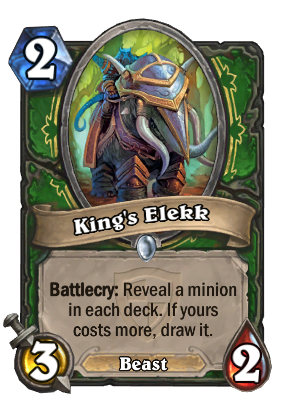 2
King's Elekk
Battlecry: Reveal a minion
in each deck. If yours
costs more, draw it.
3
Beast
2